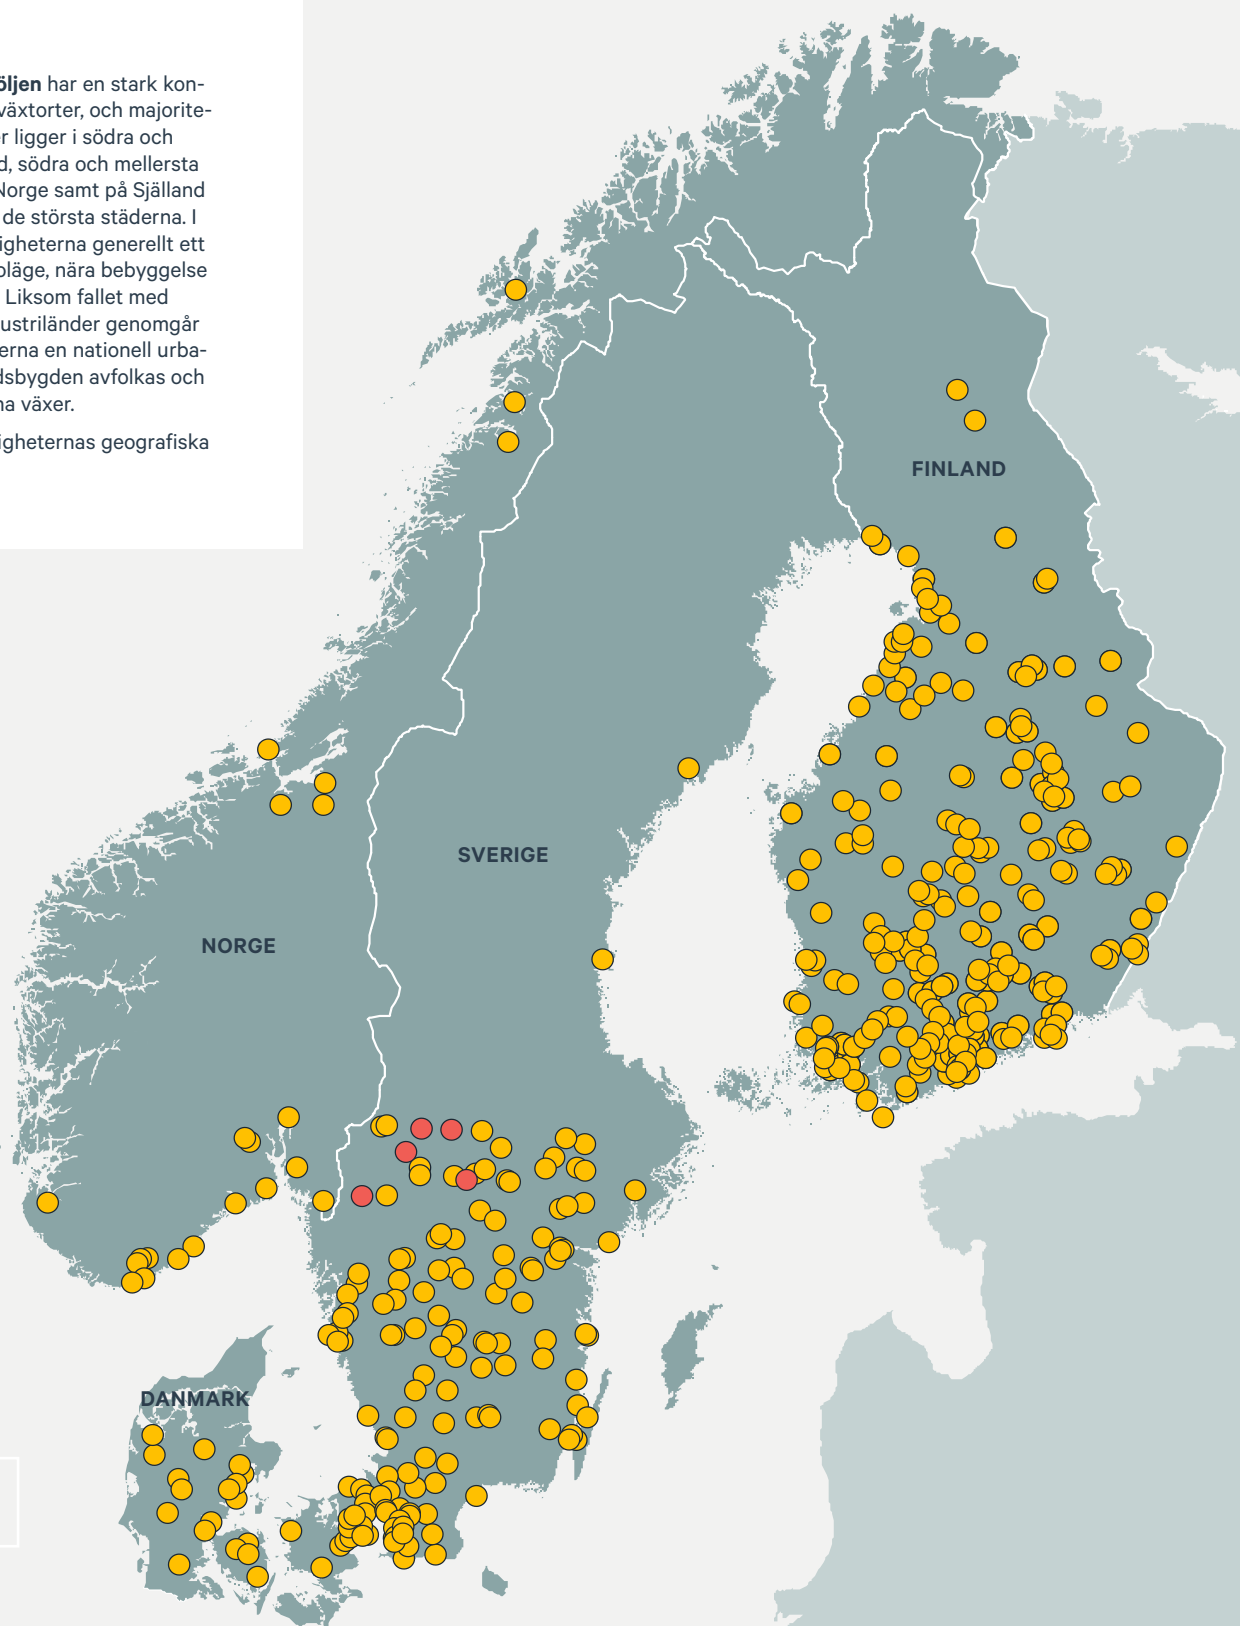 öljen har en stark kon-
växtorter, och majorite-
r ligger i södra och
d, södra och mellersta
Norge samt på Själland
de största städerna. I
igheterna generellt ett
oläge, nära bebyggelse
Liksom fallet med
ustriländer genomgår
erna en nationell urba-
dsbygden avfolkas och
na växer.
igheternas geografiska
FINLAND
SVERIGE
NORGE
DANMARK